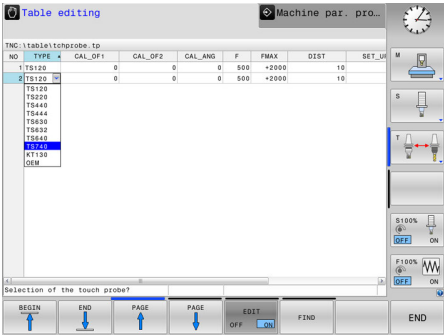 Table editing
Machine par. pro...
TNC:\table\tchprobe.tp
NO TYPE CAL_OF1 CAL_OF2 CAL_ANG F FMAX DIST SET_U
1 TS120 0 0 0 500 +2000 10
2 TS120 0 0 0 500 +2000 10
TS120
TS220
TS440
TS444
TS630
TS632
TS640
TS740
KT130
OEM
Selection of the touch probe?
M
S
T
S100%
OFF ON
F100%
OFF ON
BEGIN
END
PAGE
PAGE
EDIT
OFF ON
FIND
END